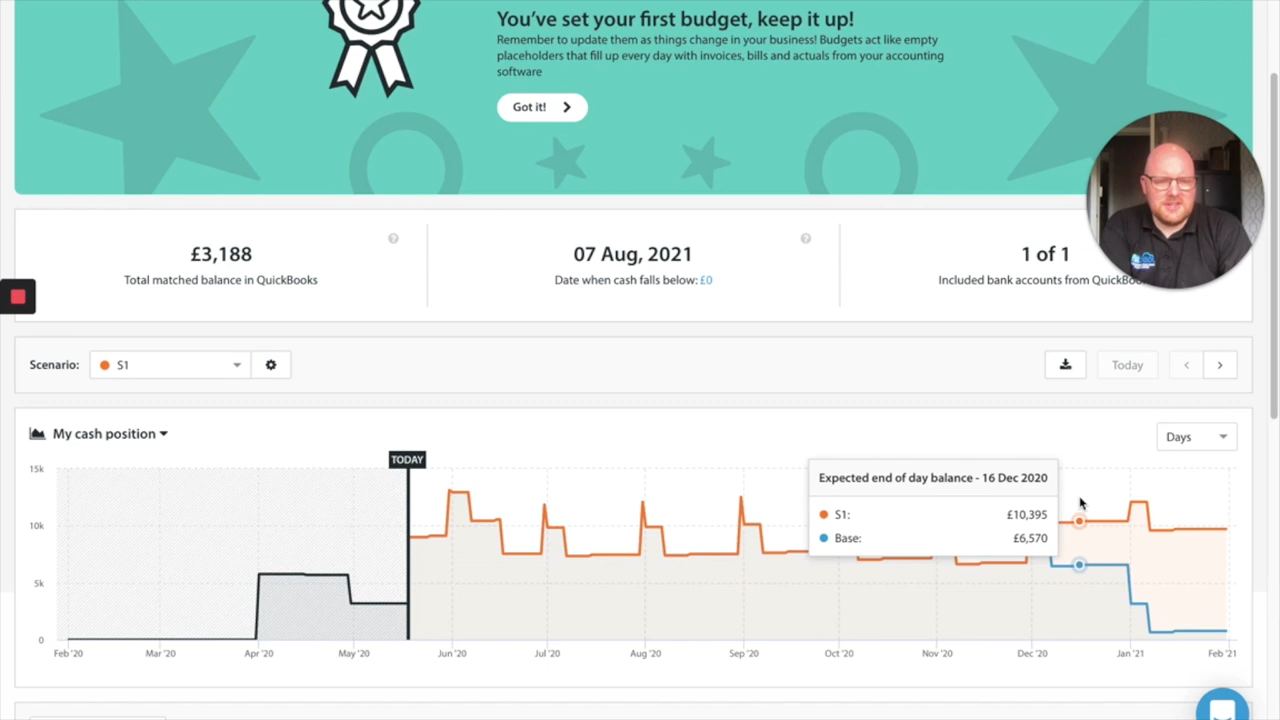 You've set your first budget, keep it up!
Remember to update them as things change in your business! Budgets act like empty
placeholders that fill up every day with invoices, bills and actuals from your accounting
software
Got it!
£3,188
Total matched balance in QuickBooks
07 Aug, 2021
Date when cash falls below: £0
1 of 1
Included bank accounts from
Scenario:
S1
Today
My cash position
Days
TODAY
15k
10k
5k
0
Expected end of day balance - 16 Dec 2020
S1: £10,395
Base: £6,570
Feb '20
Mar '20
Apr '20
May '20
Jun '20
Jul '20
Aug '20
Sep '20
Oct '20
Nov '20
Dec '20
Jan '21
Feb '21